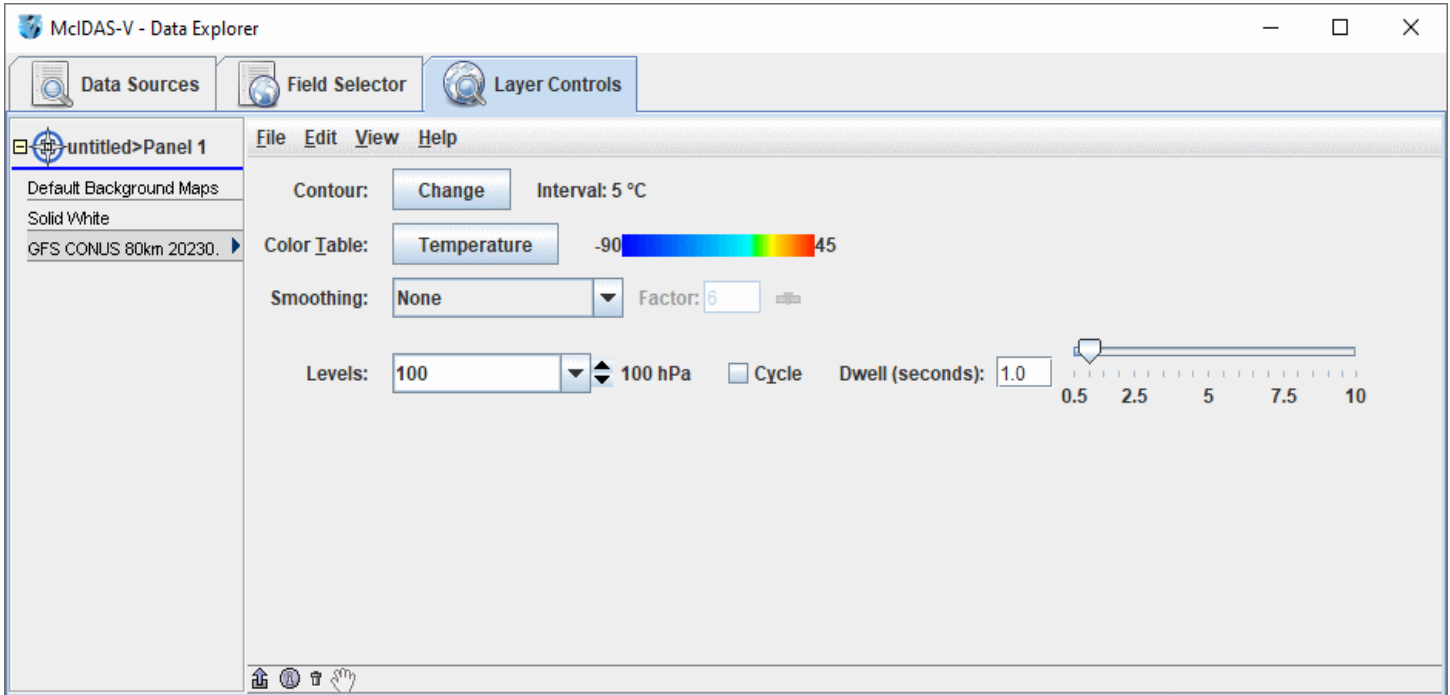 McIDAS-V - Data Explorer
Data Sources Field Selector Layer Controls
untitled>Panel 1
Default Background Maps
Solid White
GFS CONUS 80km 20230.
File Edit View Help
Contour: Change Interval: 5 °C
Color Table: Temperature -90 45
Smoothing: None Factor: 6
Levels: 100 100 hPa Cycle Dwell (seconds): 1.0
0.5 2.5 5 7.5 10